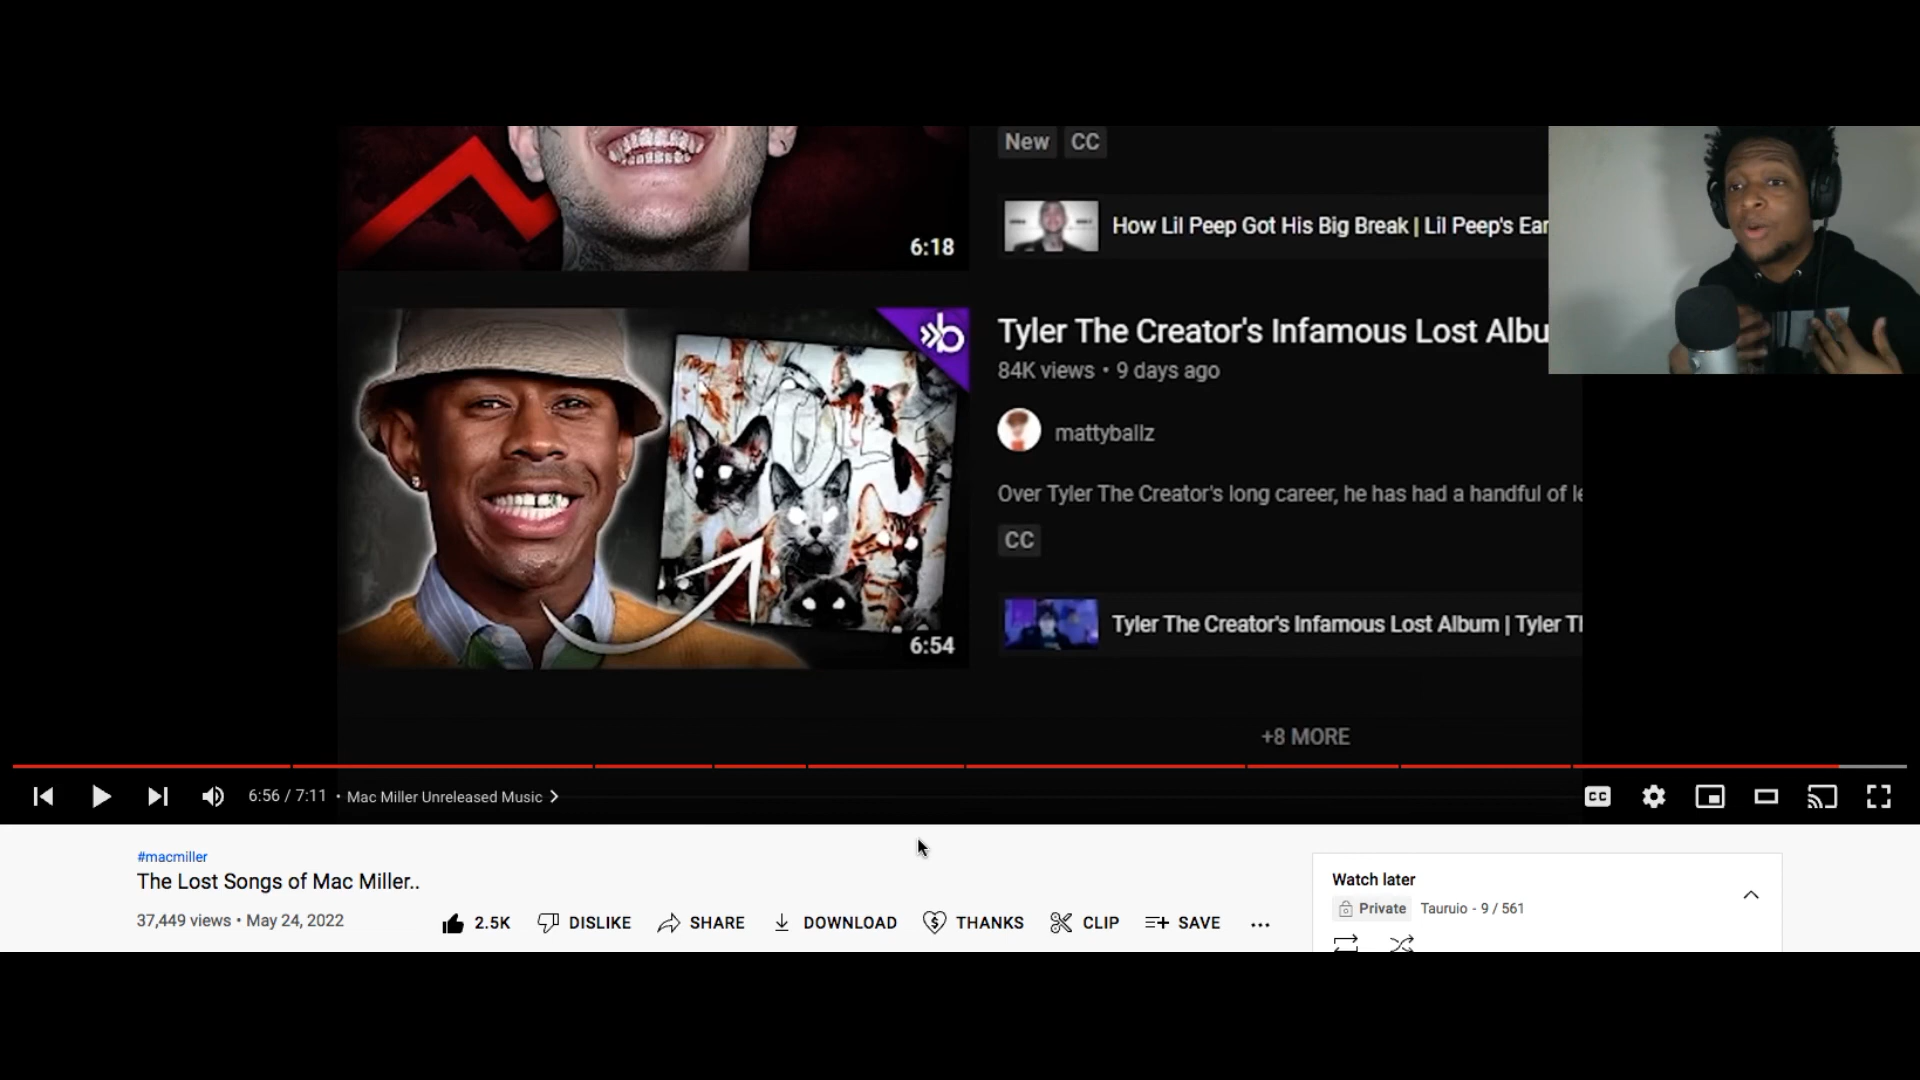 New CC
How Lil Peep Got His Big Break | Lil Peep's Ear
6:18
Tyler The Creator's Infamous Lost Albu
84K views • 9 days ago
mattyballz
Over Tyler The Creator's long career, he has had a handful of le
CC
6:54
Tyler The Creator's Infamous Lost Album | Tyler Th
+8 MORE
6:56 / 7:11 • Mac Miller Unreleased Music
CC
#macmiller
The Lost Songs of Mac Miller..
37,449 views • May 24, 2022
2.5K DISLIKE SHARE DOWNLOAD THANKS CLIP SAVE ...
Watch later
Private Tauruio - 9 / 561